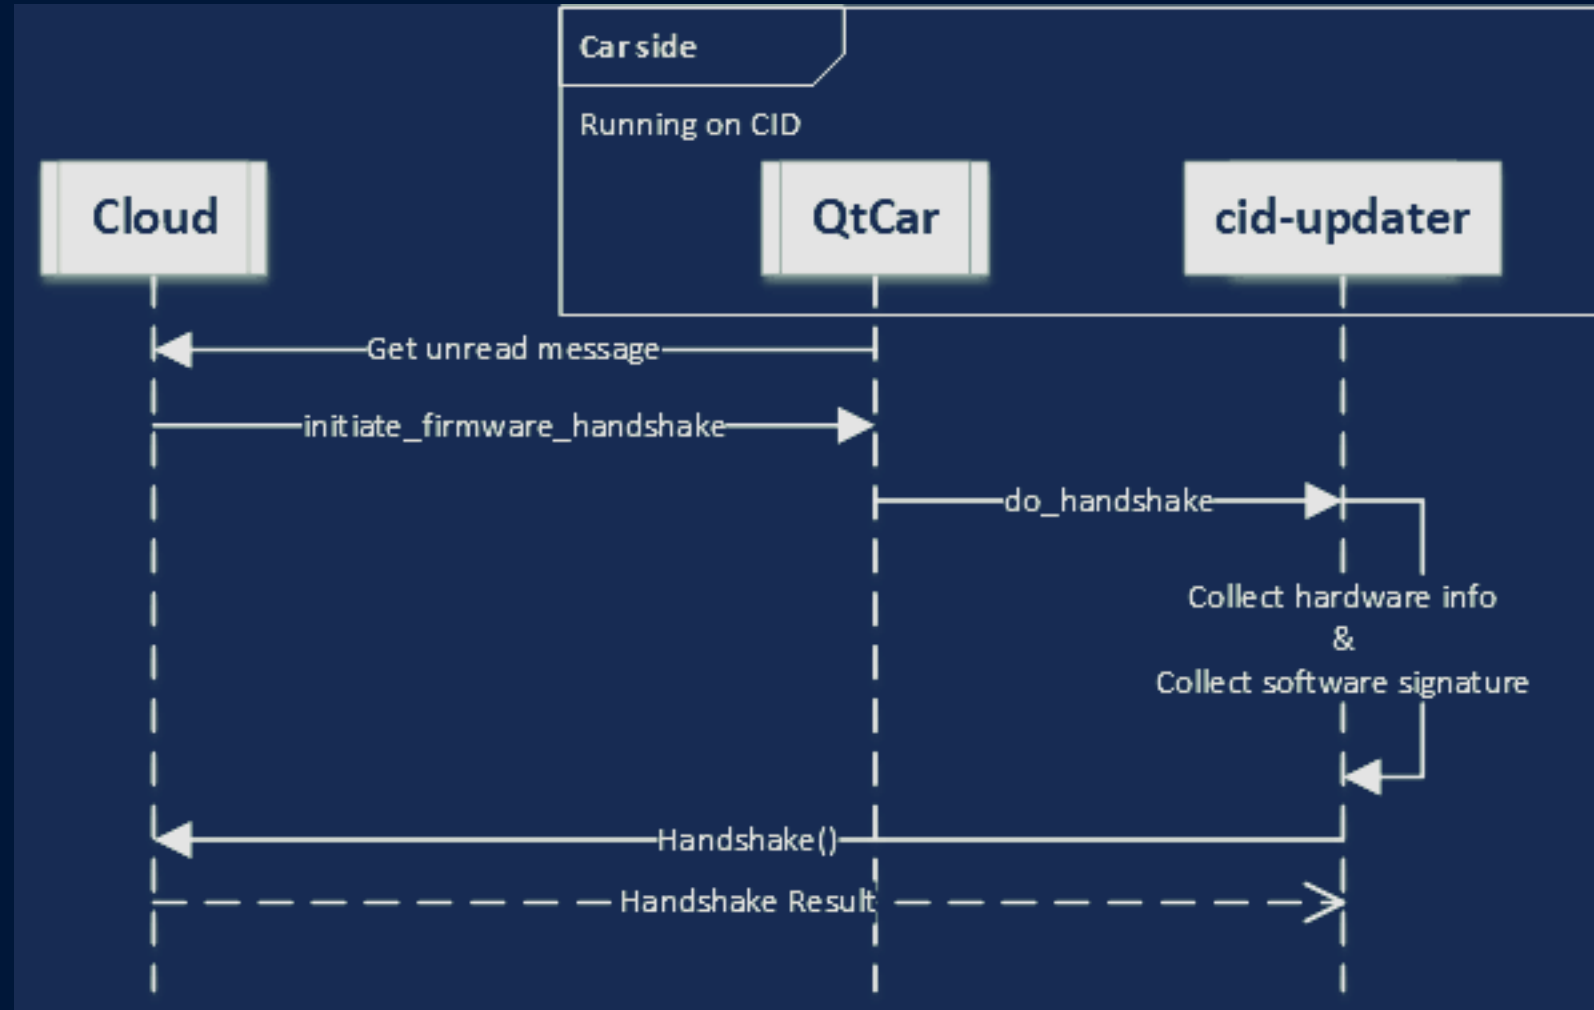 Car side
Running on CID
Cloud
QtCar
cid-updater
Get unread message
initiate_firmware_handshake
do_handshake
Collect hardware info
&
Collect software signature
Handshake()
Handshake Result